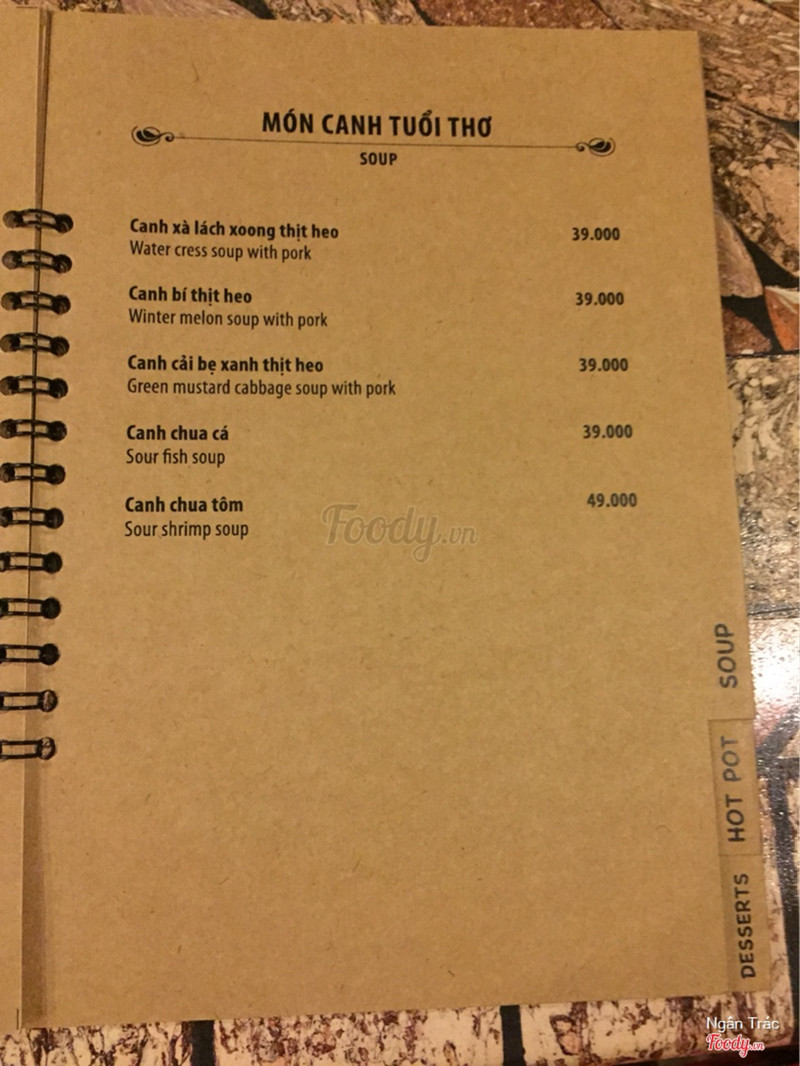 MÓN CANH TUỔI THƠ
SOUP
Canh xà lách xoong thịt heo 39.000
Water cress soup with pork
Canh bí thịt heo 39.000
Winter melon soup with pork
Canh cải bẹ xanh thịt heo 39.000
Green mustard cabbage soup with pork
Canh chua cá 39.000
Sour fish soup
Canh chua tôm 49.000
Sour shrimp soup
Foody.vn
SOUP
HOT POT
DESSERTS
Ngân Trác
Foody.vn